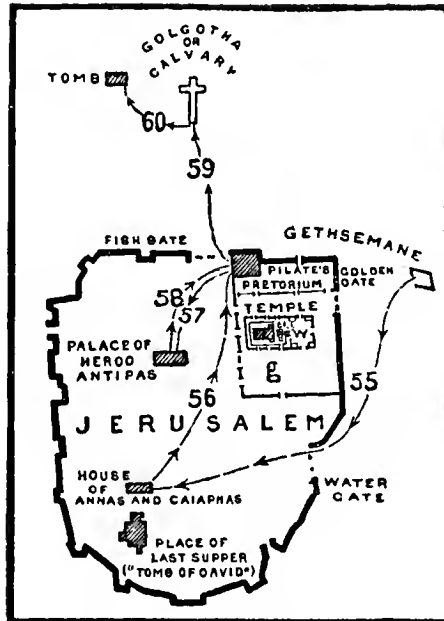 GOLGOTHA
OR
CALVARY
TOMB
60
59
GETHSEMANE
FISH GATE
PILATE'S
PRETORIUM
GOLDEN
GATE
58
57
TEMPLE
W
PALACE OF
HEROD
ANTIPAS
g
55
56
JERUSALEM
HOUSE
OF
ANNAS AND CAIAPHAS
WATER
GATE
PLACE OF
LAST SUPPER
("TOMB OF DAVID")